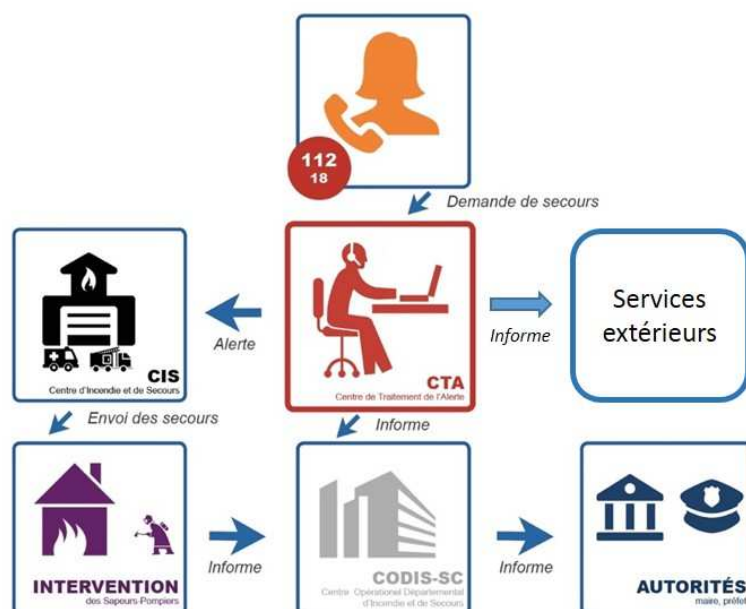 112
18
Demande de secours
Alerte
Informe
Services
extérieurs
CIS
Centre d'Incendie et de Secours
CTA
Centre de Traitement de l'Alerte
Envoi des secours
Informe
INTERVENTION
des Sapeurs-Pompiers
Informe
CODIS-SC
Centre Opérationel Départemental
d'Incendie et de Secours
Informe
AUTORITÉS
maire, préfet